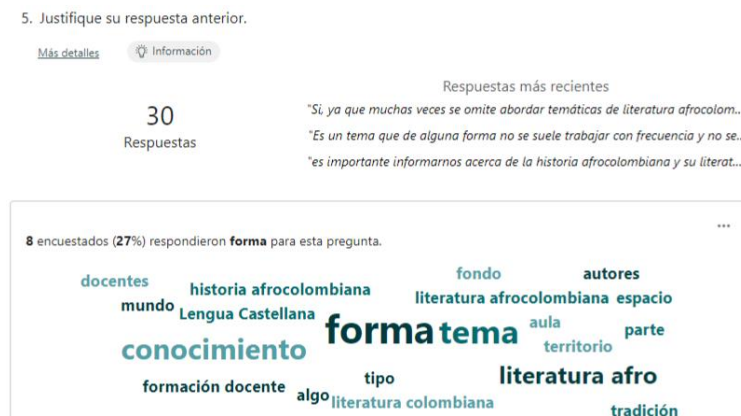 5. Justifique su respuesta anterior.
Más detalles
Información
Respuestas más recientes
30
Respuestas
"Si, ya que muchas veces se omite abordar temáticas de literatura afrocolom...
"Es un tema que de alguna forma no se suele trabajar con frecuencia y no se...
"es importante informarnos acerca de la historia afrocolombiana y su literat...
...
8 encuestados (27%) respondieron forma para esta pregunta.
docentes
fondo
autores
historia afrocolombiana
literatura afrocolombiana
espacio
mundo
Lengua Castellana
forma
tema
aula
parte
conocimiento
territorio
formación docente
tipo
literatura afro
algo
literatura colombiana
tradición